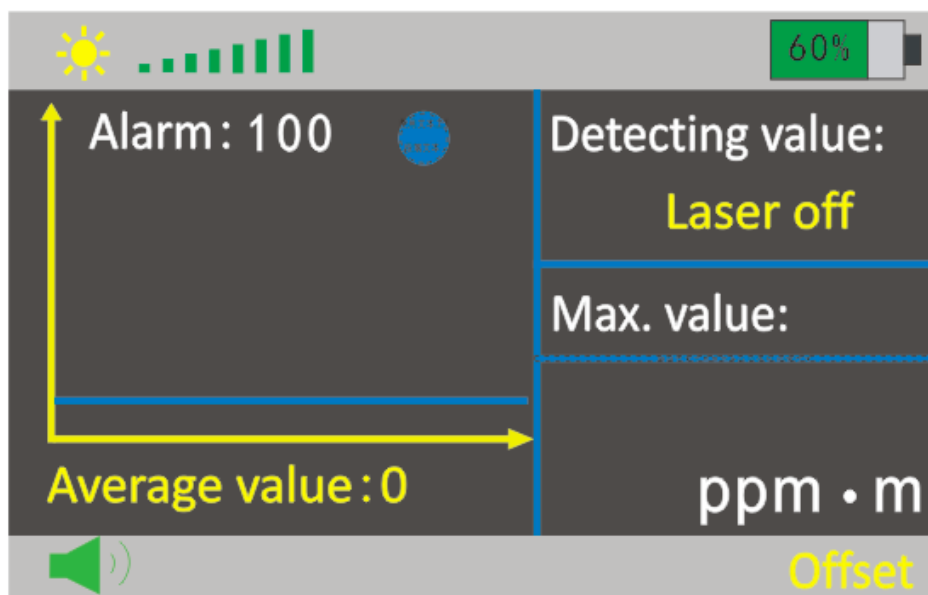 60%
Alarm: 100
Detecting value:
Laser off
Max. value:
Average value: 0
ppm • m
Offset